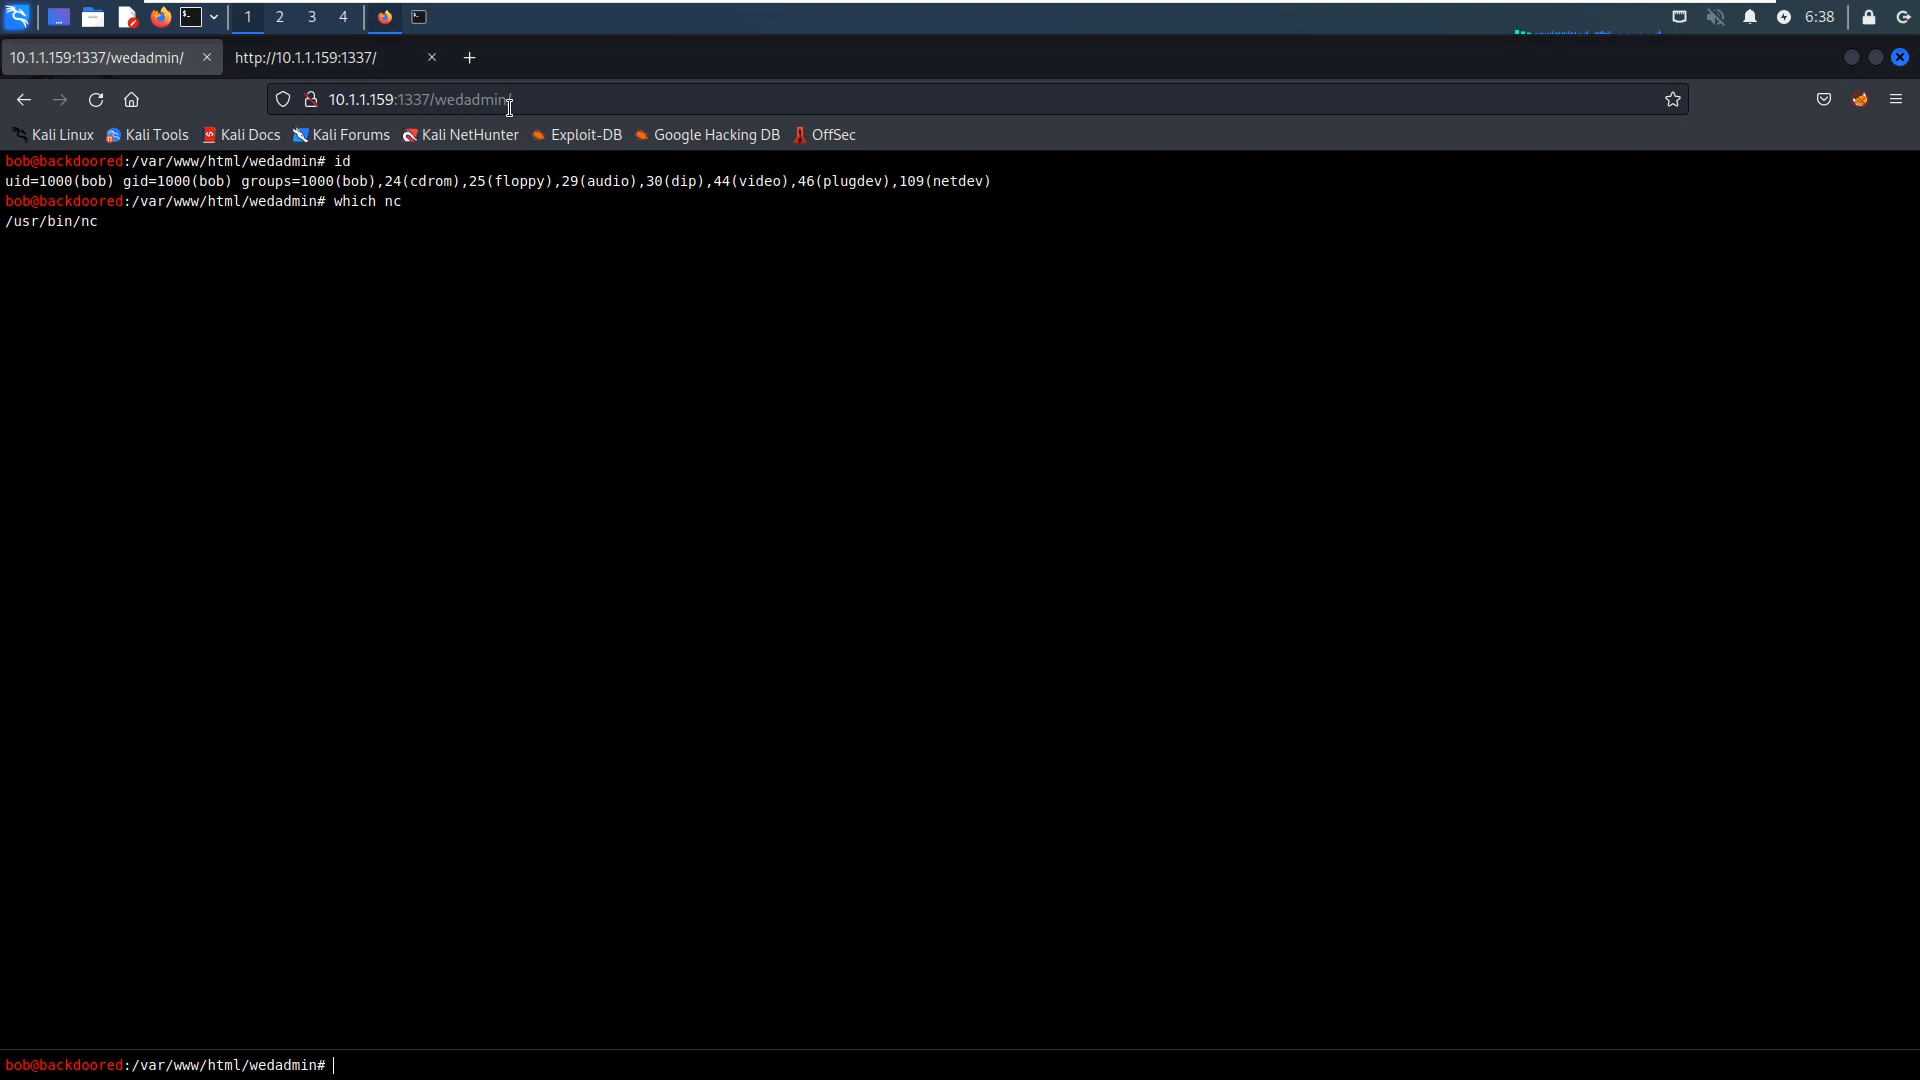 1 2 3 4 6:38
10.1.1.159:1337/wedadmin/ http://10.1.1.159:1337/
10.1.1.159:1337/wedadmin/
Kali Linux Kali Tools Kali Docs Kali Forums Kali NetHunter Exploit-DB Google Hacking DB OffSec
bob@backdoored:/var/www/html/wedadmin# id
uid=1000(bob) gid=1000(bob) groups=1000(bob),24(cdrom),25(floppy),29(audio),30(dip),44(video),46(plugdev),109(netdev)
bob@backdoored:/var/www/html/wedadmin# which nc
/usr/bin/nc
bob@backdoored:/var/www/html/wedadmin#